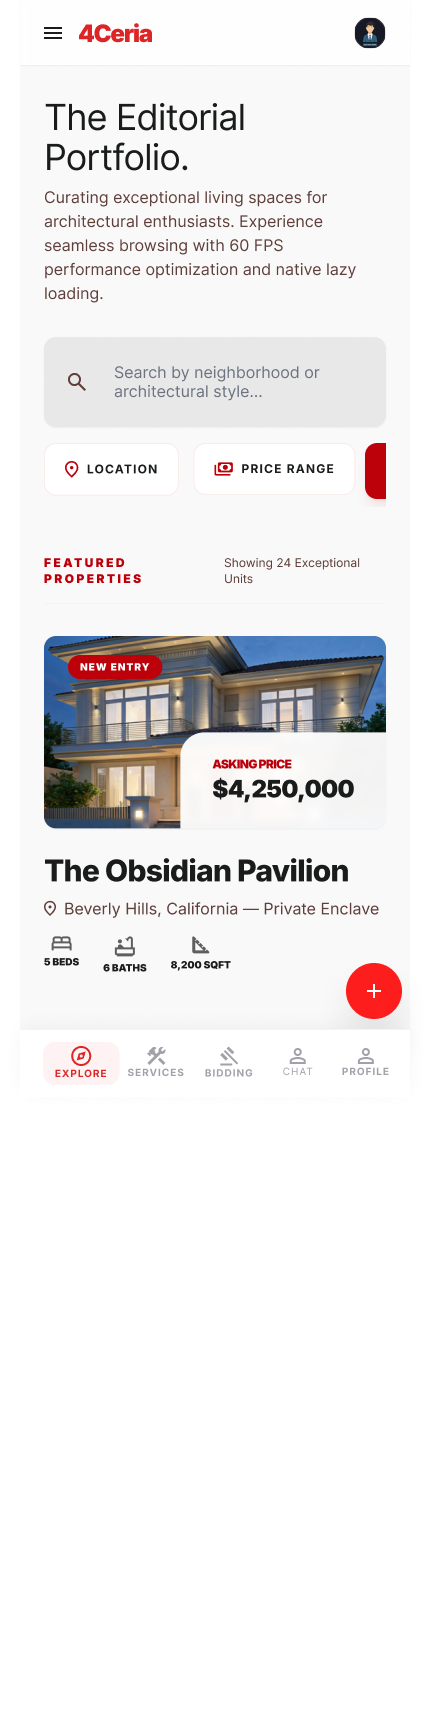 4Ceria
The Editorial
Portfolio.
Curating exceptional living spaces for
architectural enthusiasts. Experience
seamless browsing with 60 FPS
performance optimization and native lazy
loading.
Search by neighborhood or
architectural style...
LOCATION
PRICE RANGE
FEATURED
PROPERTIES
Showing 24 Exceptional
Units
NEW ENTRY
ASKING PRICE
$4,250,000
The Obsidian Pavilion
Beverly Hills, California — Private Enclave
5 BEDS
6 BATHS
8,200 SQFT
EXPLORE
SERVICES
BIDDING
CHAT
PROFILE